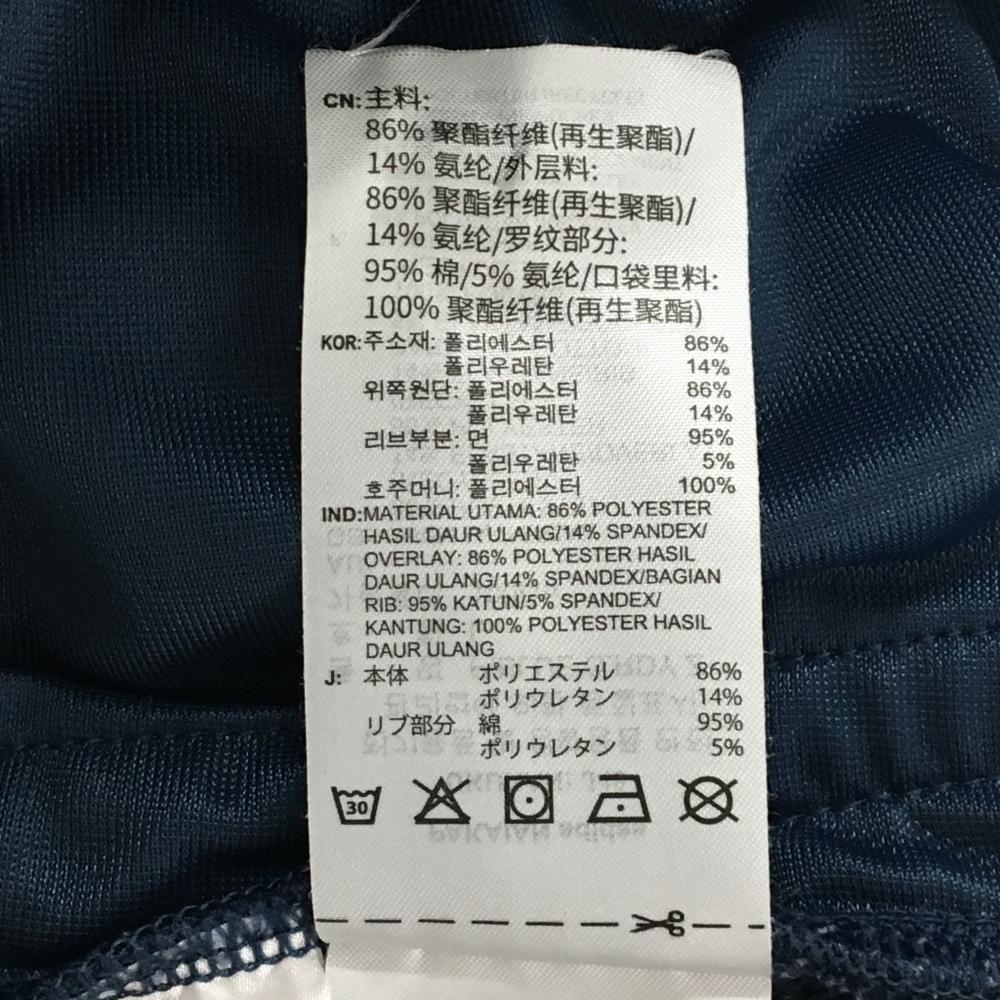 CN:主料:
86% 聚酯纤维(再生聚酯)/
14% 氨纶/外层料:
86% 聚酯纤维(再生聚酯)/
14% 氨纶/罗纹部分:
95% 棉/5% 氨纶/口袋里料:
100% 聚酯纤维(再生聚酯)
KOR:주소재: 폴리에스터 86%
폴리우레탄 14%
위쪽원단: 폴리에스터 86%
폴리우레탄 14%
리브부분: 면 95%
폴리우레탄 5%
호주머니: 폴리에스터 100%
IND:MATERIAL UTAMA: 86% POLYESTER
HASIL DAUR ULANG/14% SPANDEX/
OVERLAY: 86% POLYESTER HASIL
DAUR ULANG/14% SPANDEX/BAGIAN
RIB: 95% KATUN/5% SPANDEX/
KANTUNG: 100% POLYESTER HASIL
DAUR ULANG
J: 本体 ポリエステル 86%
ポリウレタン 14%
リブ部分 綿 95%
ポリウレタン 5%
30
PAKAIAN adidas